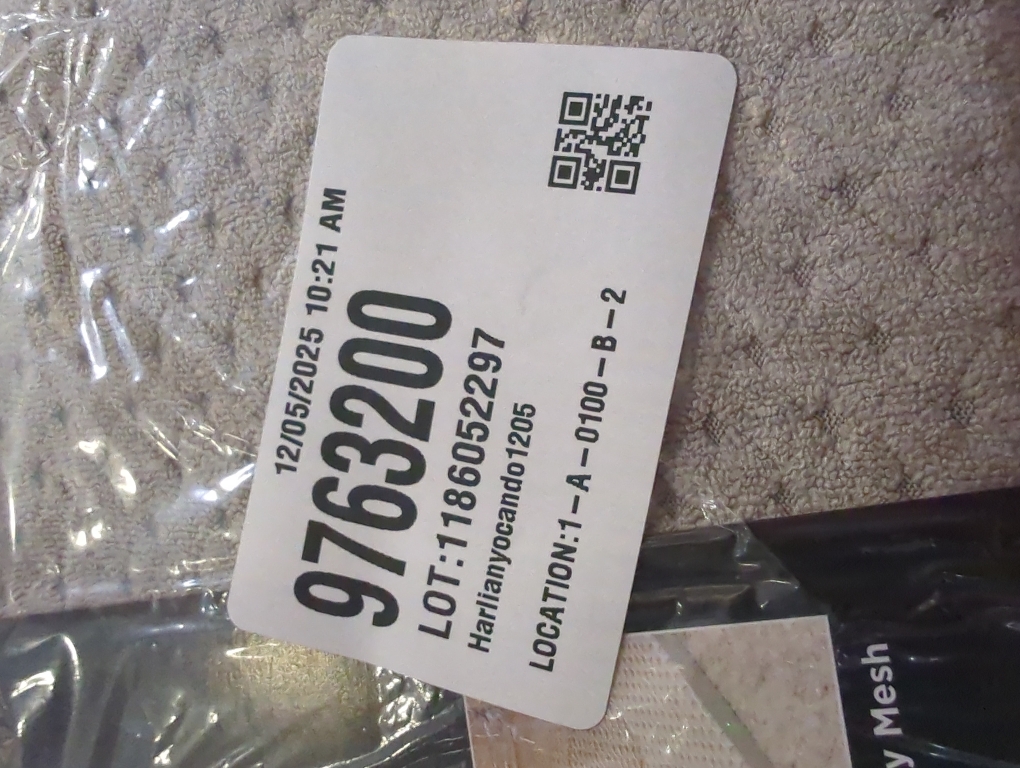 12/05/2025 10:21 AM
9763200
LOT:1186052297
Harlianyocando1205
LOCATION:1-A-0100-B-2
y Mesh